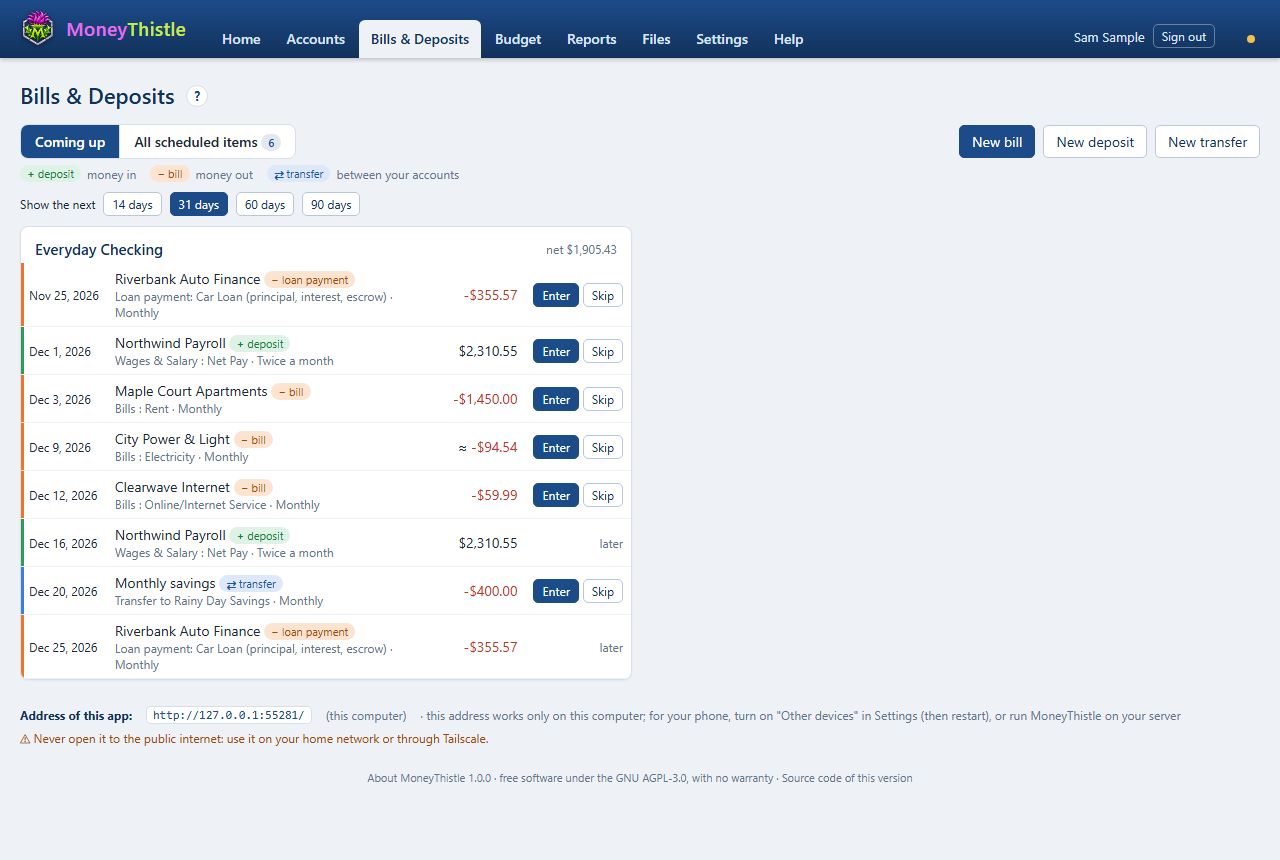 MoneyThistle
Home Accounts Bills & Deposits Budget Reports Files Settings Help
Sam Sample Sign out
Bills & Deposits ?
Coming up All scheduled items 6
New bill New deposit New transfer
+ deposit money in − bill money out ⇄ transfer between your accounts
Show the next 14 days 31 days 60 days 90 days
Everyday Checking net $1,905.43
Nov 25, 2026 Riverbank Auto Finance − loan payment -$355.57 Enter Skip
Loan payment: Car Loan (principal, interest, escrow) ·
Monthly
Dec 1, 2026 Northwind Payroll + deposit $2,310.55 Enter Skip
Wages & Salary : Net Pay · Twice a month
Dec 3, 2026 Maple Court Apartments − bill -$1,450.00 Enter Skip
Bills : Rent · Monthly
Dec 9, 2026 City Power & Light − bill ≈ -$94.54 Enter Skip
Bills : Electricity · Monthly
Dec 12, 2026 Clearwave Internet − bill -$59.99 Enter Skip
Bills : Online/Internet Service · Monthly
Dec 16, 2026 Northwind Payroll + deposit $2,310.55 later
Wages & Salary : Net Pay · Twice a month
Dec 20, 2026 Monthly savings ⇄ transfer -$400.00 Enter Skip
Transfer to Rainy Day Savings · Monthly
Dec 25, 2026 Riverbank Auto Finance − loan payment -$355.57 later
Loan payment: Car Loan (principal, interest, escrow) ·
Monthly
Address of this app: http://127.0.0.1:55281/ (this computer) · this address works only on this computer; for your phone, turn on "Other devices" in Settings (then restart), or run MoneyThistle on your server
⚠ Never open it to the public internet: use it on your home network or through Tailscale.
About MoneyThistle 1.0.0 · free software under the GNU AGPL-3.0, with no warranty · Source code of this version